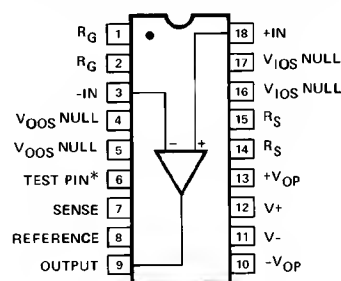 RG 1
RG 2
-IN 3
VOOS NULL 4
VOOS NULL 5
TEST PIN* 6
SENSE 7
REFERENCE 8
OUTPUT 9
18 +IN
17 VIOS NULL
16 VIOS NULL
15 RS
14 RS
13 +VOP
12 V+
11 V-
10 -VOP
- +